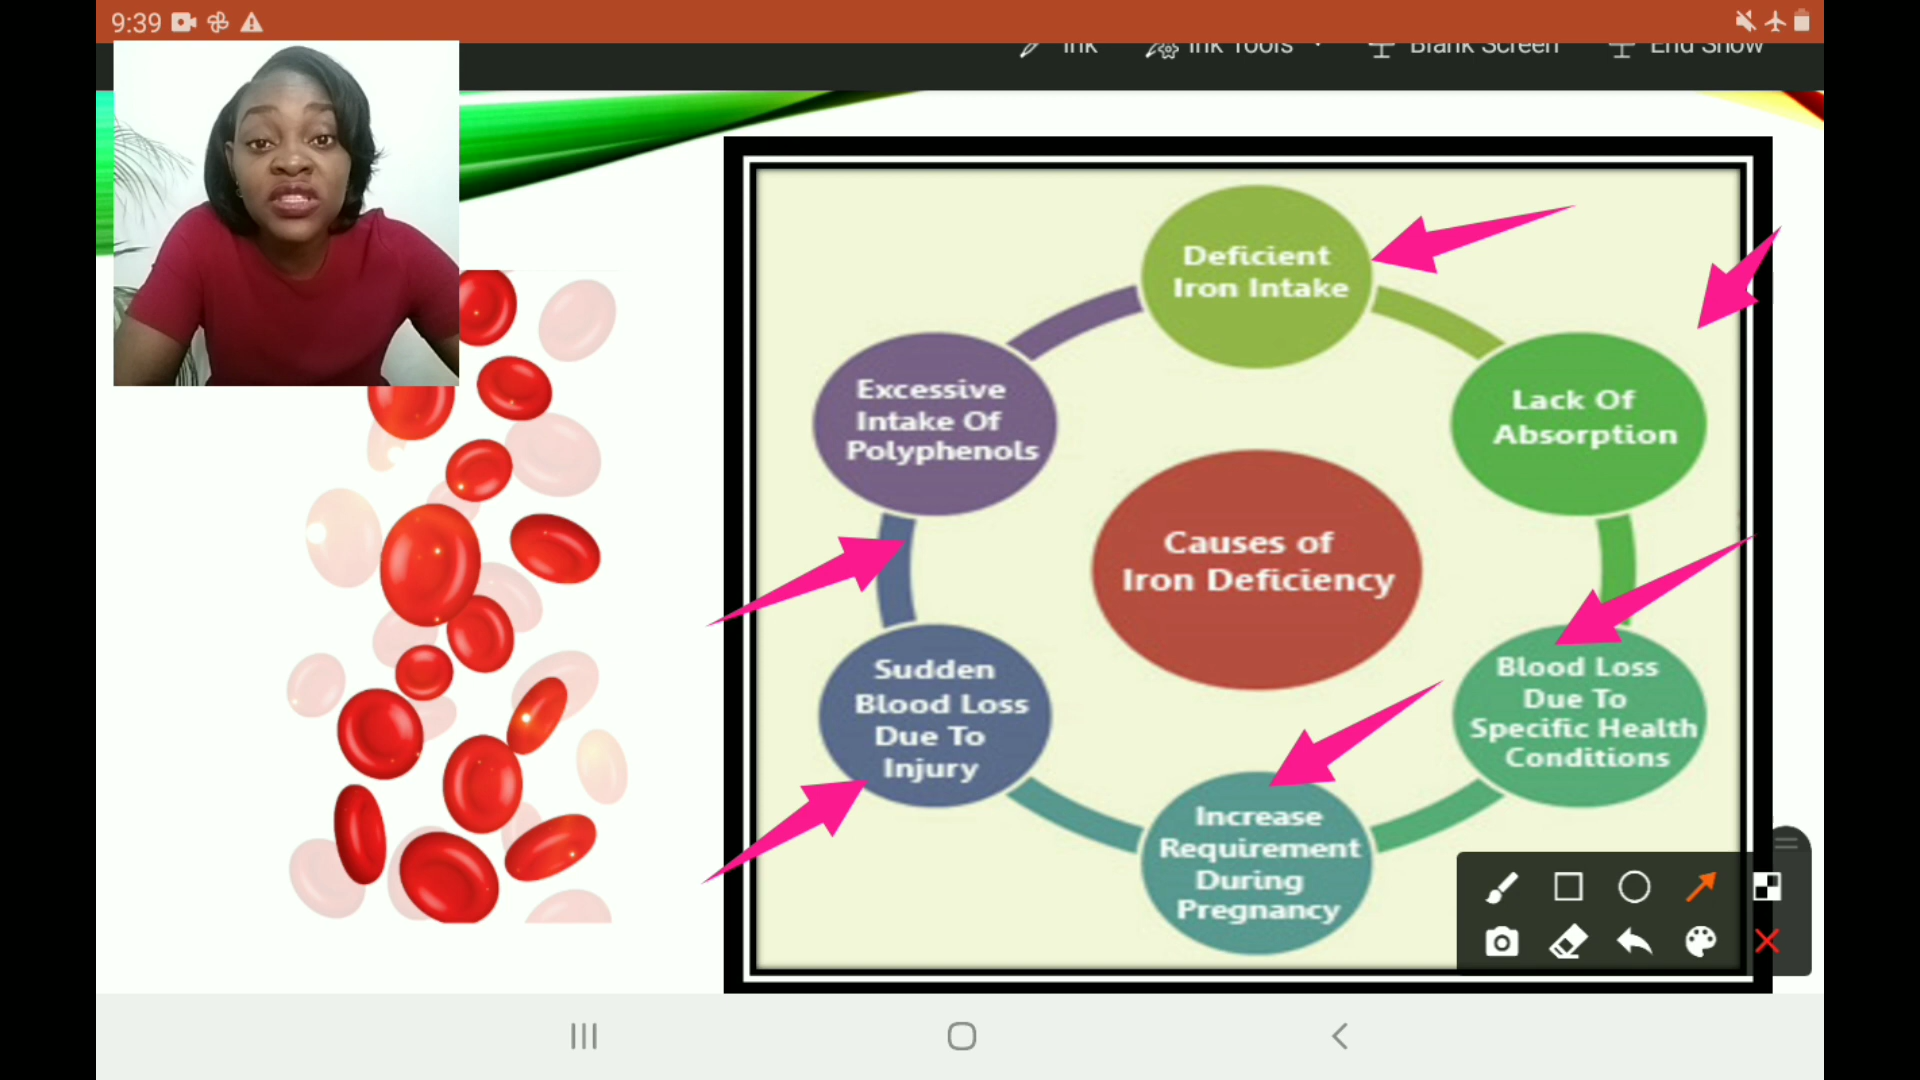 9:39
Ink
Ink Tools
Blank Screen
End Show
Deficient
Iron Intake
Lack Of
Absorption
Blood Loss
Due To
Specific Health
Conditions
Increase
Requirement
During
Pregnancy
Sudden
Blood Loss
Due To
Injury
Excessive
Intake Of
Polyphenols
Causes of
Iron Deficiency